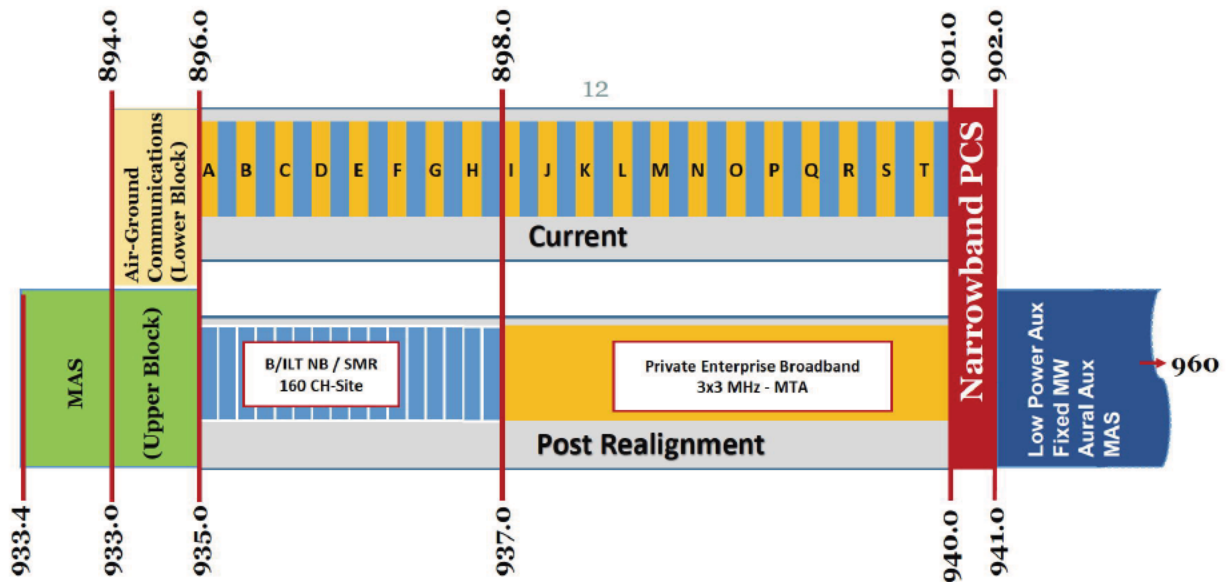 894.0
896.0
898.0
901.0
902.0
12
Air-Ground
Communications
(Lower Block)
A B C D E F G H I J K L M N O P Q R S T
Current
Narrowband PCS
MAS
(Upper Block)
B/ILT NB / SMR
160 CH-Site
Private Enterprise Broadband
3x3 MHz - MTA
Post Realignment
Low Power Aux
Fixed MW
Aural Aux
MAS
960
933.4
933.0
935.0
937.0
940.0
941.0